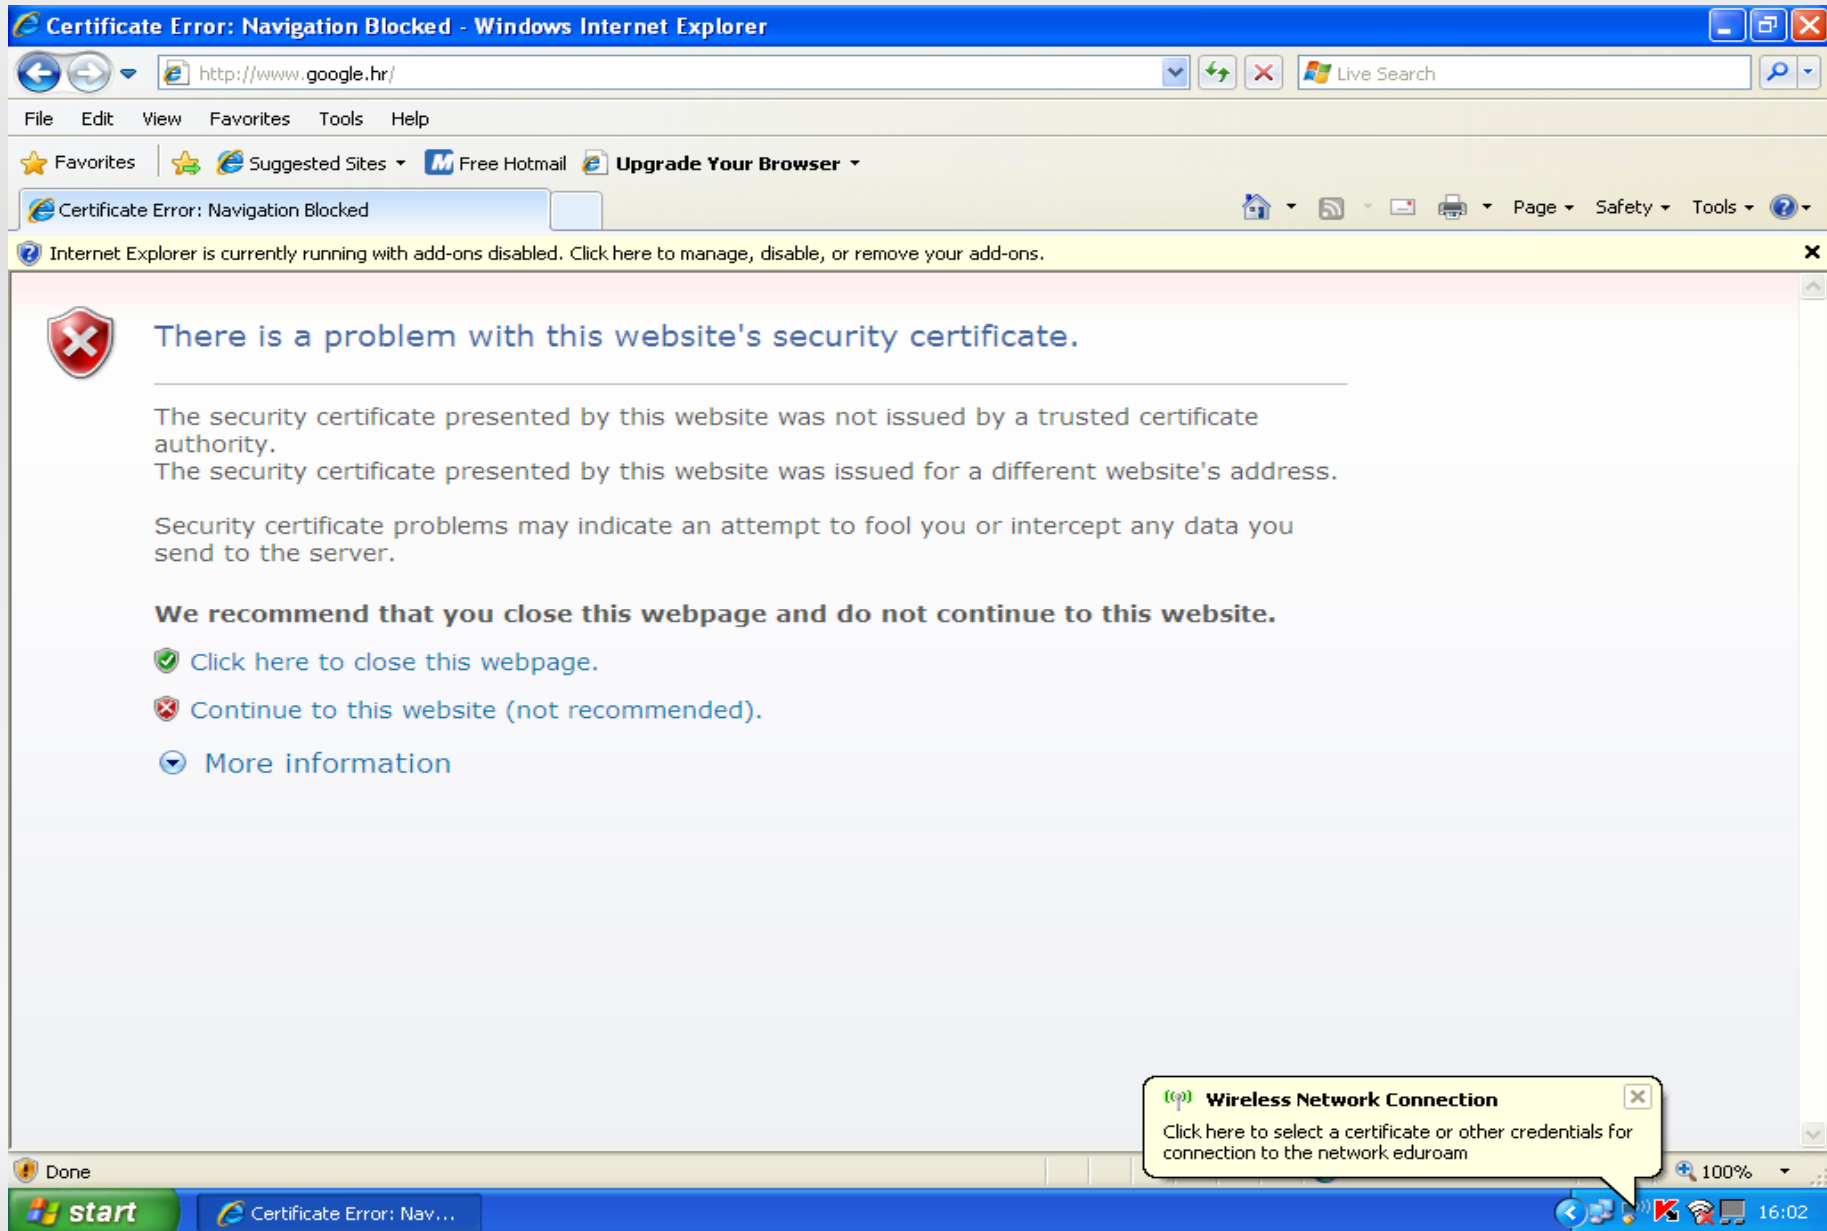 Certificate Error: Navigation Blocked - Windows Internet Explorer
http://www.google.hr/
Live Search
File Edit View Favorites Tools Help
Favorites Suggested Sites Free Hotmail Upgrade Your Browser
Certificate Error: Navigation Blocked
Page Safety Tools
Internet Explorer is currently running with add-ons disabled. Click here to manage, disable, or remove your add-ons.
There is a problem with this website's security certificate.
The security certificate presented by this website was not issued by a trusted certificate
authority.
The security certificate presented by this website was issued for a different website's address.
Security certificate problems may indicate an attempt to fool you or intercept any data you
send to the server.
We recommend that you close this webpage and do not continue to this website.
Click here to close this webpage.
Continue to this website (not recommended).
More information
Wireless Network Connection
Click here to select a certificate or other credentials for
connection to the network eduroam
Done
100%
start
Certificate Error: Nav...
16:02